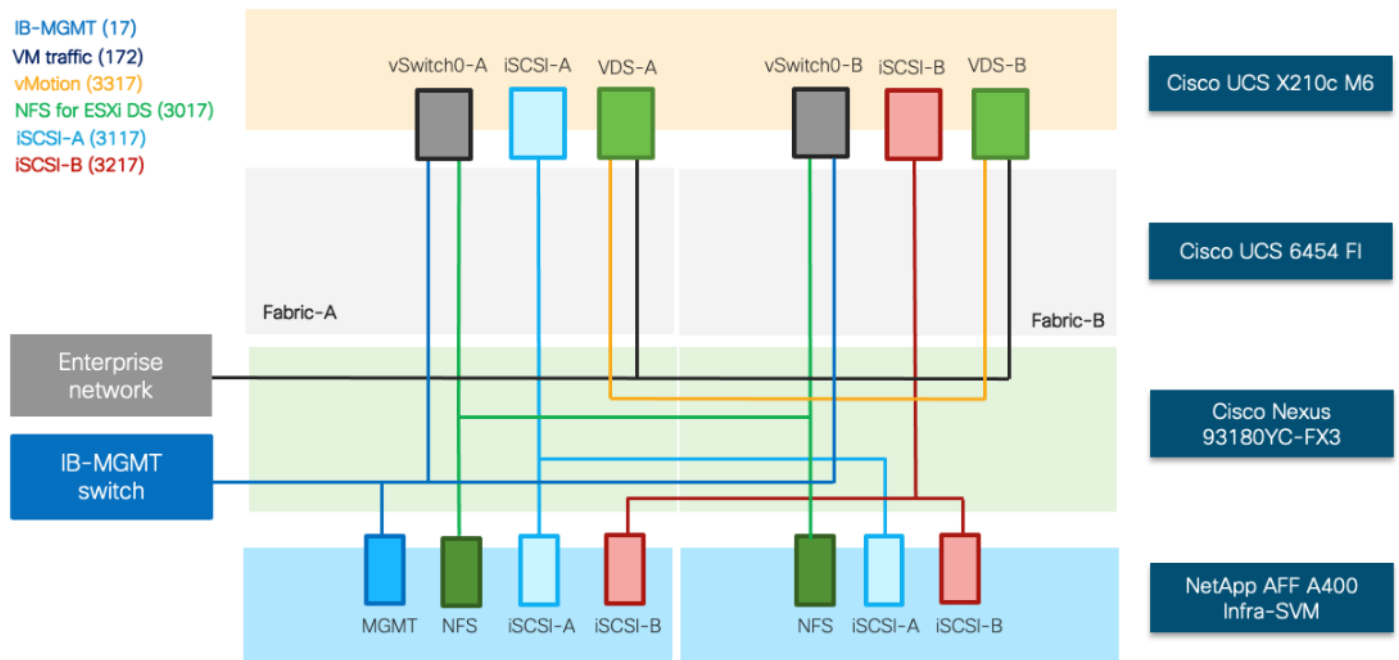 IB-MGMT (17)
VM traffic (172)
vMotion (3317)
NFS for ESXi DS (3017)
iSCSI-A (3117)
iSCSI-B (3217)
vSwitch0-A
iSCSI-A
VDS-A
vSwitch0-B
iSCSI-B
VDS-B
Cisco UCS X210c M6
Cisco UCS 6454 FI
Fabric-A
Fabric-B
Enterprise
network
Cisco Nexus
93180YC-FX3
IB-MGMT
switch
NetApp AFF A400
Infra-SVM
MGMT
NFS
iSCSI-A
iSCSI-B
NFS
iSCSI-A
iSCSI-B